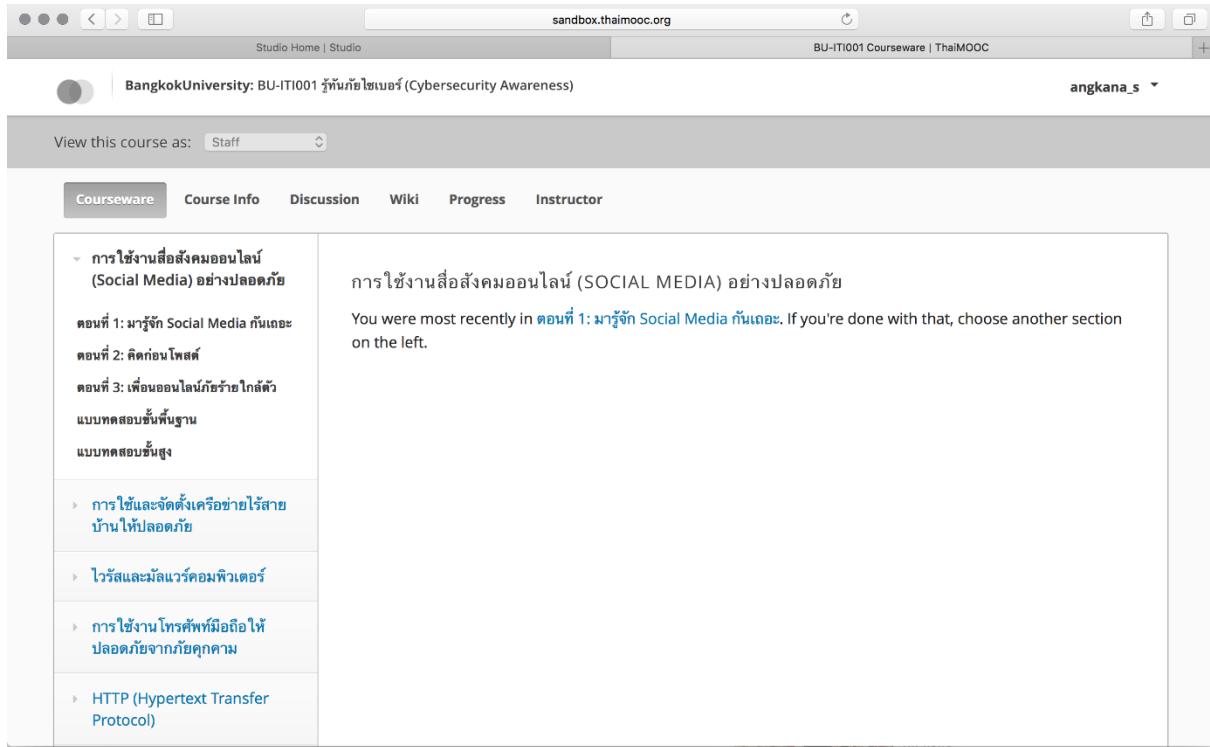 sandbox.thaimooc.org
Studio Home | Studio
BU-ITI001 Courseware | ThaiMOOC
BangkokUniversity: BU-ITI001 รู้ทันภัยไซเบอร์ (Cybersecurity Awareness)
angkana_s
View this course as: Staff
Courseware Course Info Discussion Wiki Progress Instructor
การใช้งานสื่อสังคมออนไลน์
(Social Media) อย่างปลอดภัย
ตอนที่ 1: มารู้จัก Social Media กันเถอะ
ตอนที่ 2: คิดก่อนโพสต์
ตอนที่ 3: เพื่อนออนไลน์ภัยร้ายใกล้ตัว
แบบทดสอบขั้นพื้นฐาน
แบบทดสอบขั้นสูง
การใช้และจัดตั้งเครือข่ายไร้สาย
บ้านให้ปลอดภัย
ไวรัสและมัลแวร์คอมพิวเตอร์
การใช้งานโทรศัพท์มือถือให้
ปลอดภัยจากภัยคุกคาม
HTTP (Hypertext Transfer
Protocol)
การใช้งานสื่อสังคมออนไลน์ (SOCIAL MEDIA) อย่างปลอดภัย
You were most recently in ตอนที่ 1: มารู้จัก Social Media กันเถอะ. If you're done with that, choose another section
on the left.